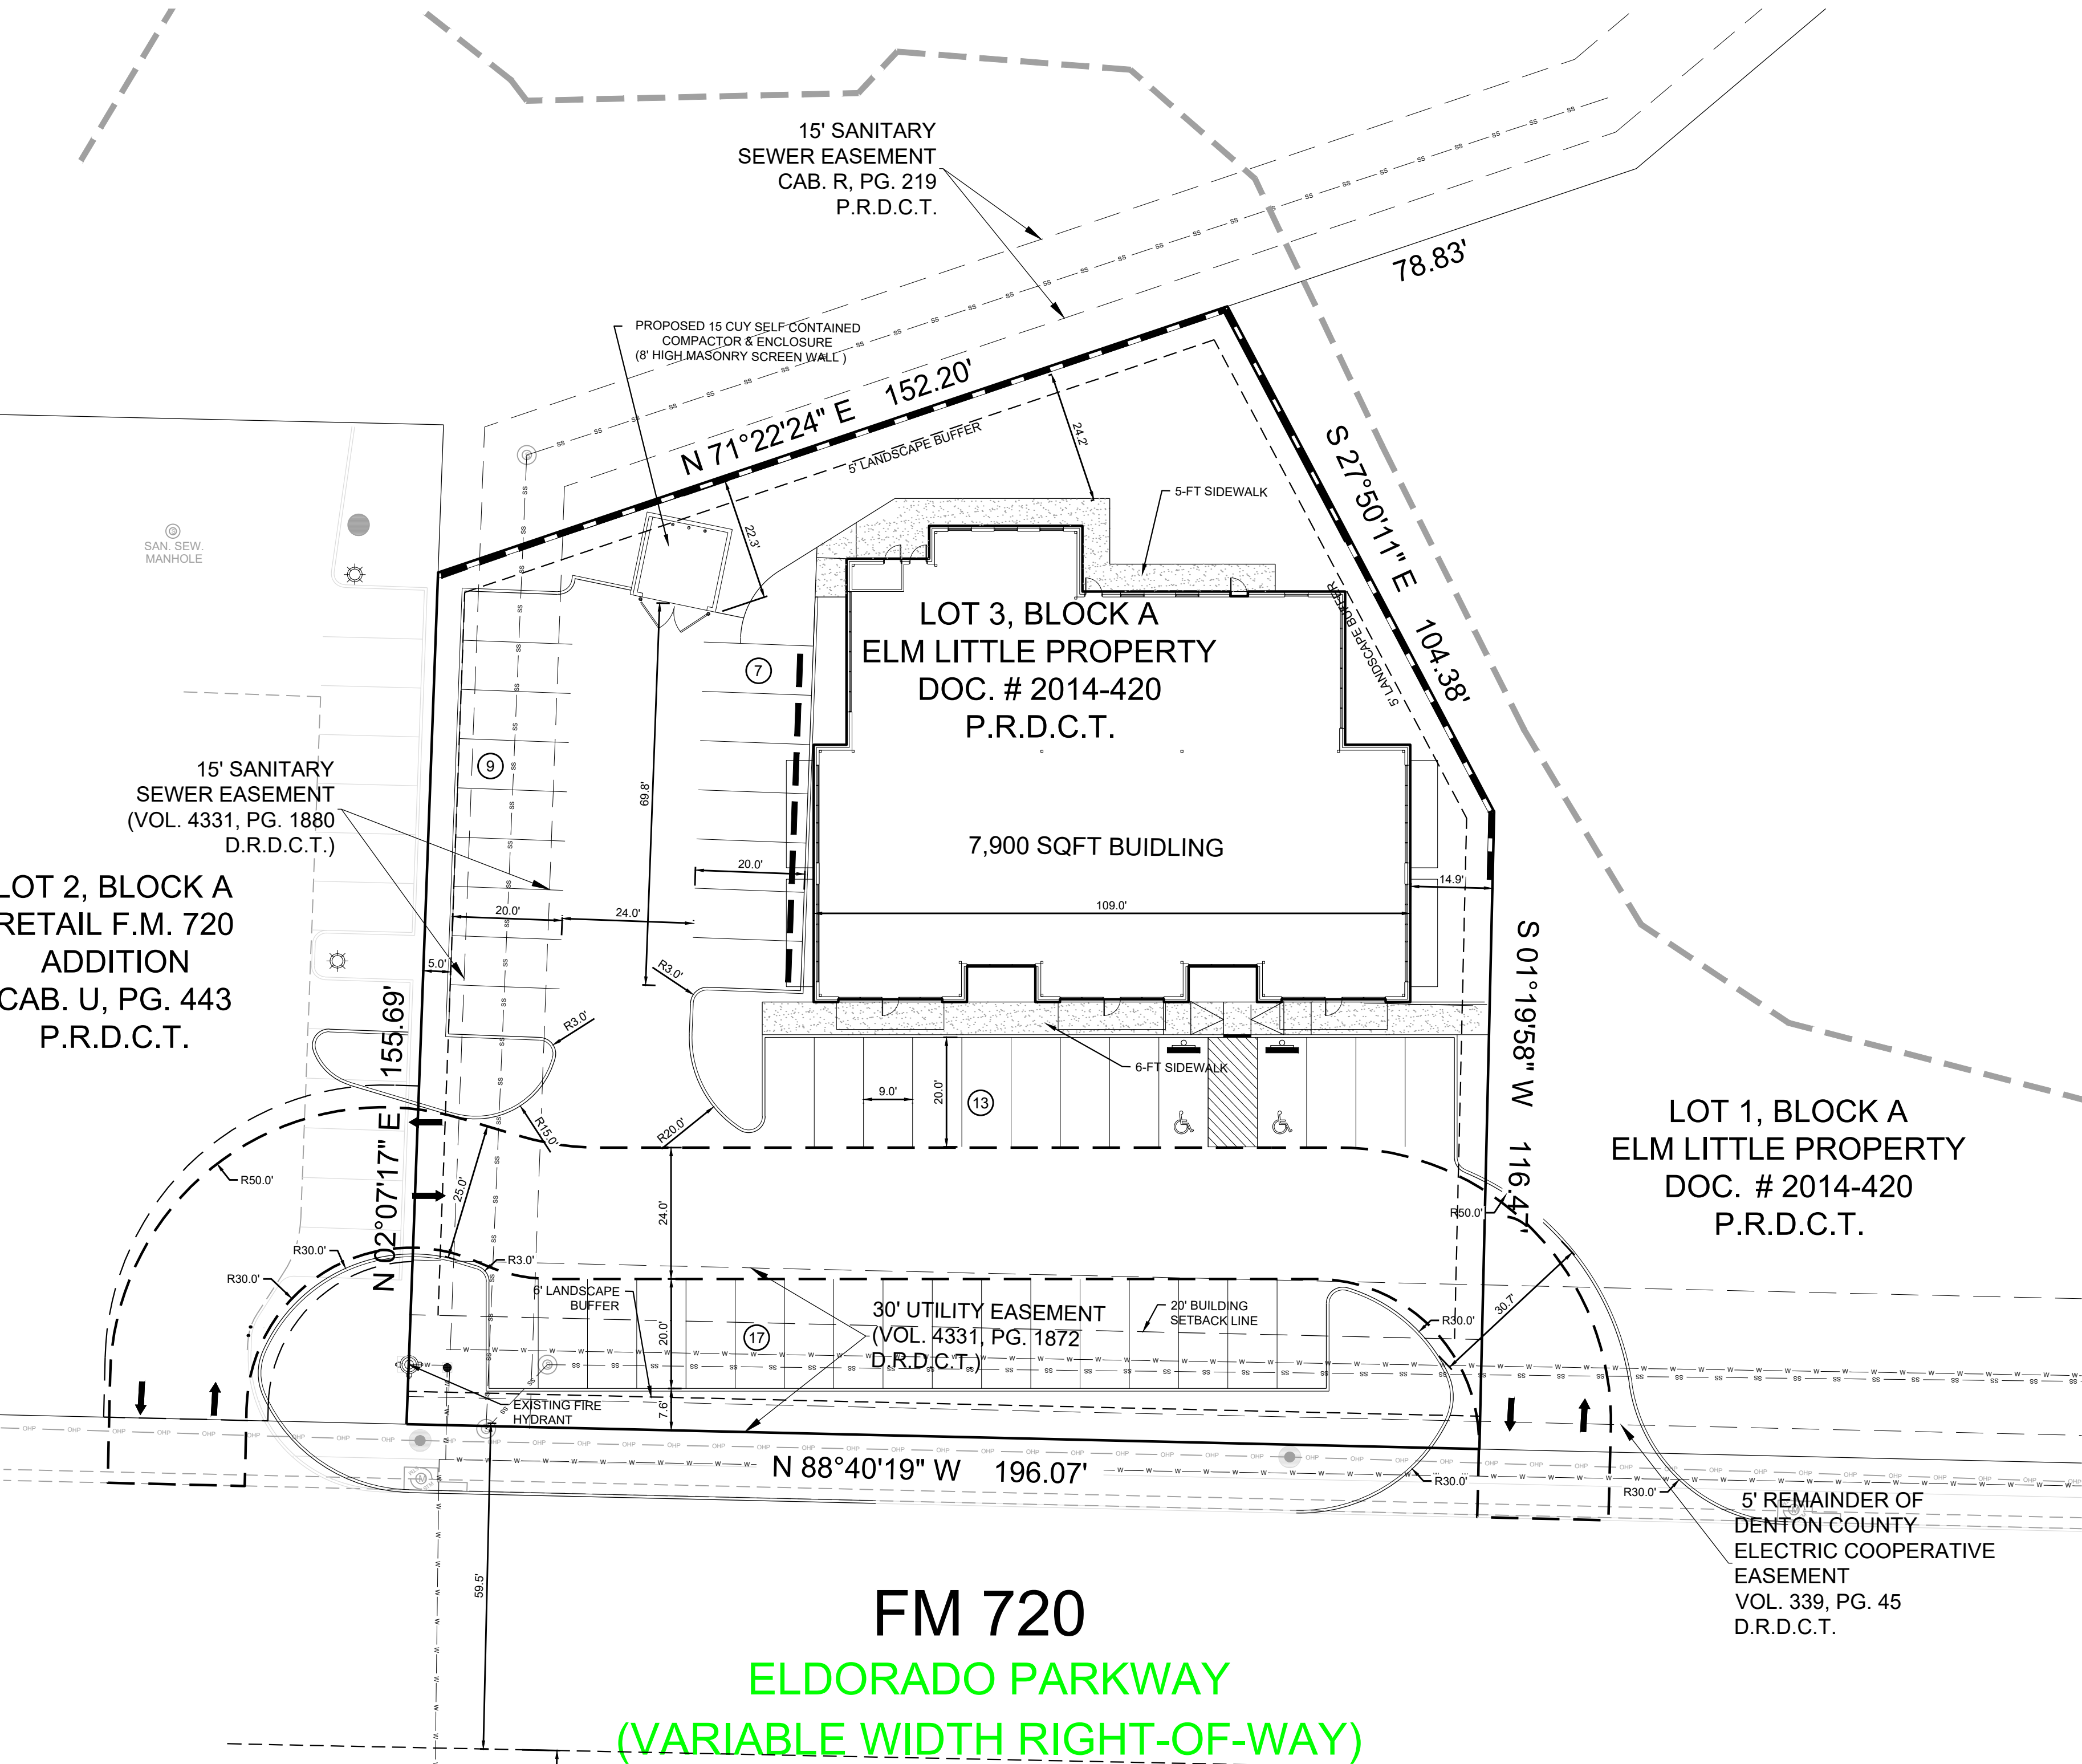 15' SANITARY
SEWER EASEMENT
CAB. R, PG. 219
P.R.D.C.T.
78.83'
PROPOSED 15 CUY SELF CONTAINED
COMPACTOR & ENCLOSURE
(8' HIGH MASONRY SCREEN WALL )
N 71°22'24" E 152.20'
5' LANDSCAPE BUFFER
24.2'
22.3'
5-FT SIDEWALK
S 27°50'11" E 104.38'
5' LANDSCAPE BUFFER
SAN. SEW.
MANHOLE
LOT 3, BLOCK A
ELM LITTLE PROPERTY
DOC. # 2014-420
P.R.D.C.T.
7
9
69.8'
15' SANITARY
SEWER EASEMENT
(VOL. 4331, PG. 1880
D.R.D.C.T.)
7,900 SQFT BUIDLING
20.0'
14.9'
109.0'
20.0'
24.0'
LOT 2, BLOCK A
RETAIL F.M. 720
ADDITION
CAB. U, PG. 443
P.R.D.C.T.
5.0'
R3.0'
R3.0'
S 01°19'58" W 116.47'
N 02°07'17" E 155.69'
6-FT SIDEWALK
9.0'
20.0'
13
R15.0'
R20.0'
LOT 1, BLOCK A
ELM LITTLE PROPERTY
DOC. # 2014-420
P.R.D.C.T.
R50.0'
25.0'
24.0'
R50.0'
R30.0'
R3.0'
R30.0'
6' LANDSCAPE
BUFFER
20.0'
17
30' UTILITY EASEMENT
(VOL. 4331, PG. 1872
D.R.D.C.T.)
20' BUILDING
SETBACK LINE
R30.0'
30.7'
EXISTING FIRE
HYDRANT
7.6'
N 88°40'19" W 196.07'
R30.0'
R30.0'
5' REMAINDER OF
DENTON COUNTY
ELECTRIC COOPERATIVE
EASEMENT
VOL. 339, PG. 45
D.R.D.C.T.
59.5'
FM 720
ELDORADO PARKWAY
(VARIABLE WIDTH RIGHT-OF-WAY)